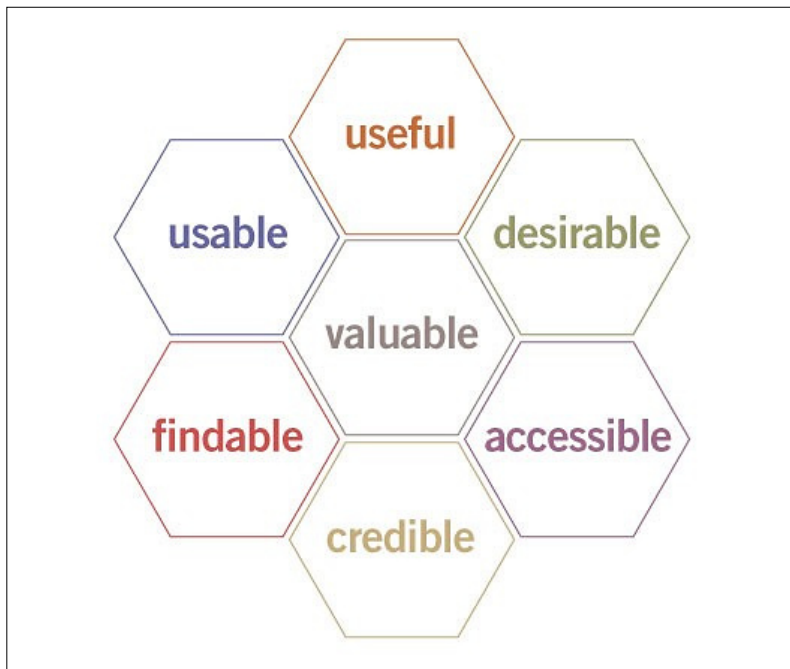 useful
usable
desirable
valuable
findable
accessible
credible